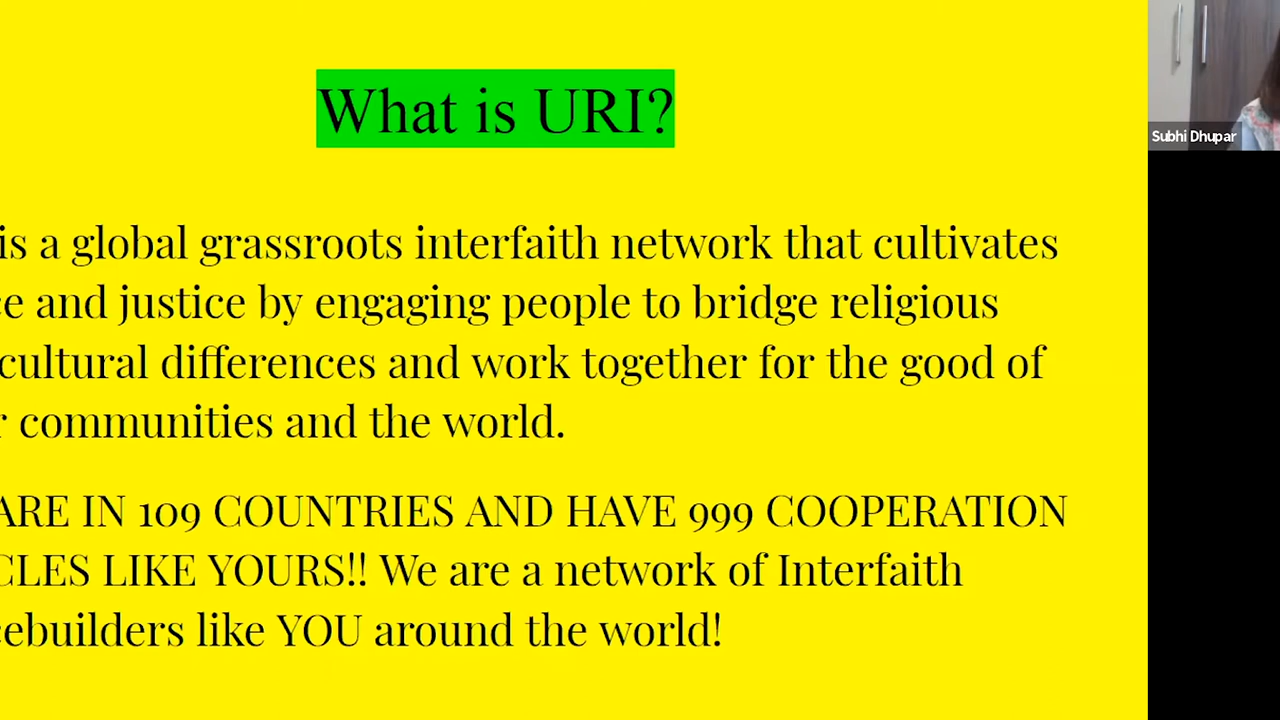 What is URI?
Subhi Dhupar
is a global grassroots interfaith network that cultivates
and justice by engaging people to bridge religious
cultural differences and work together for the good of
communities and the world.
ARE IN 109 COUNTRIES AND HAVE 999 COOPERATION
CLES LIKE YOURS!! We are a network of Interfaith
cebuilders like YOU around the world!